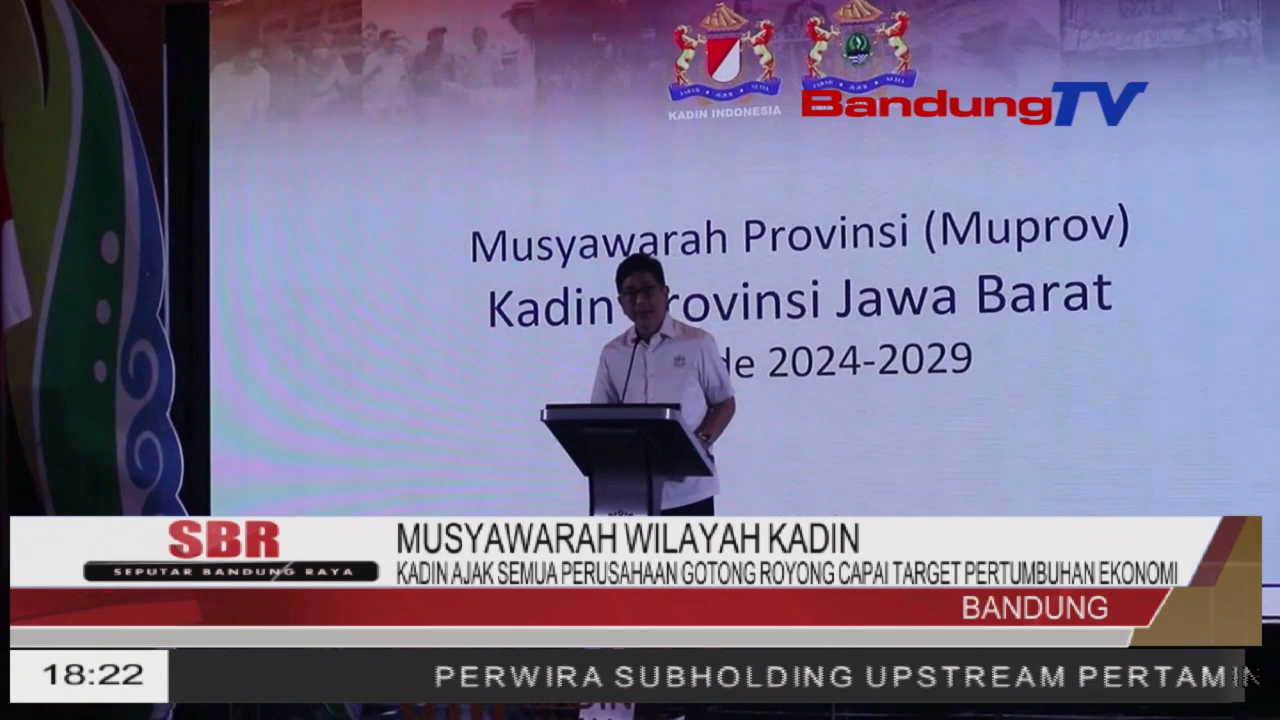 KADIN INDONESIA
BandungTV
Musyawarah Provinsi (Muprov)
Kadin Provinsi Jawa Barat
de 2024-2029
SBR
SEPUTAR BANDUNG RAYA
MUSYAWARAH WILAYAH KADIN
KADIN AJAK SEMUA PERUSAHAAN GOTONG ROYONG CAPAI TARGET PERTUMBUHAN EKONOMI
BANDUNG
18:22
PERWIRA SUBHOLDING UPSTREAM PERTAMIN